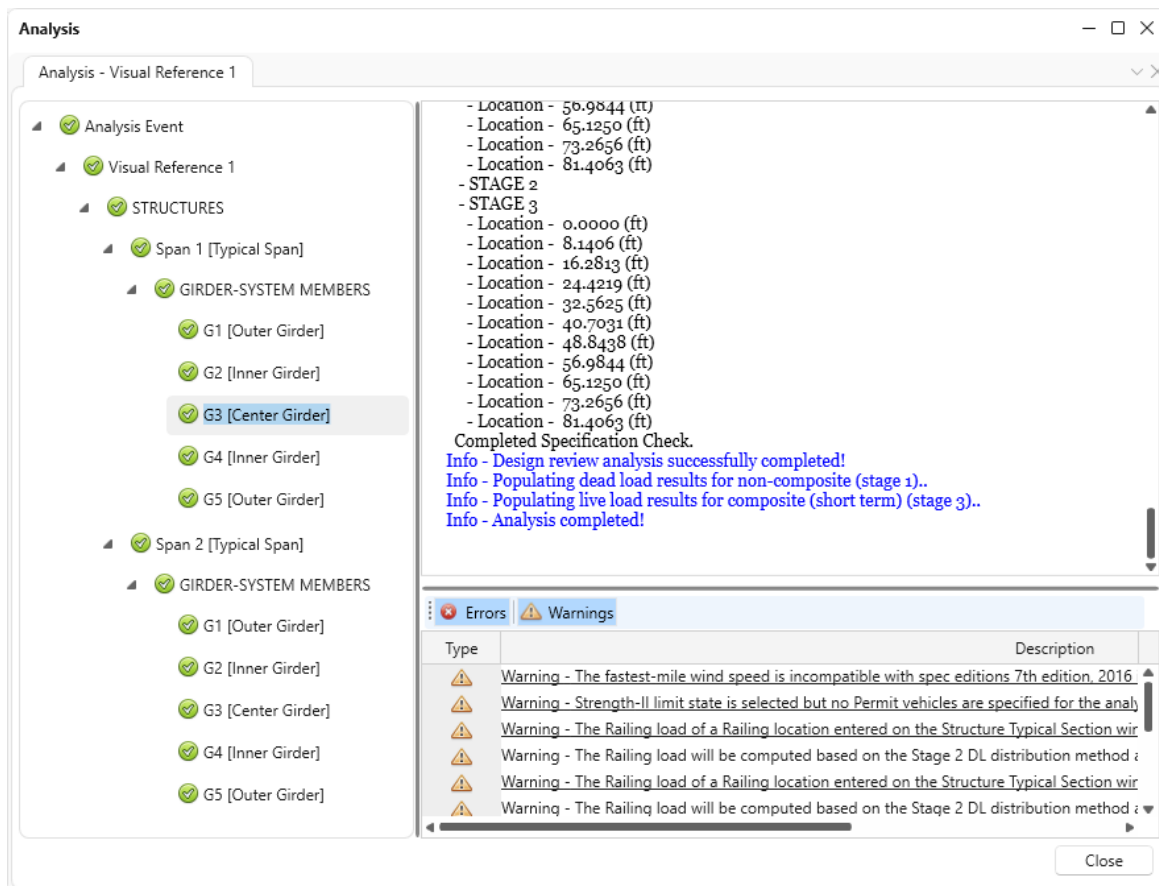 Analysis
Analysis - Visual Reference 1
Analysis Event
Visual Reference 1
STRUCTURES
Span 1 [Typical Span]
GIRDER-SYSTEM MEMBERS
G1 [Outer Girder]
G2 [Inner Girder]
G3 [Center Girder]
G4 [Inner Girder]
G5 [Outer Girder]
Span 2 [Typical Span]
GIRDER-SYSTEM MEMBERS
G1 [Outer Girder]
G2 [Inner Girder]
G3 [Center Girder]
G4 [Inner Girder]
G5 [Outer Girder]
- Location - 56.9844 (ft)
- Location - 65.1250 (ft)
- Location - 73.2656 (ft)
- Location - 81.4063 (ft)
- STAGE 2
- STAGE 3
- Location - 0.0000 (ft)
- Location - 8.1406 (ft)
- Location - 16.2813 (ft)
- Location - 24.4219 (ft)
- Location - 32.5625 (ft)
- Location - 40.7031 (ft)
- Location - 48.8438 (ft)
- Location - 56.9844 (ft)
- Location - 65.1250 (ft)
- Location - 73.2656 (ft)
- Location - 81.4063 (ft)
Completed Specification Check.
Info - Design review analysis successfully completed!
Info - Populating dead load results for non-composite (stage 1)..
Info - Populating live load results for composite (short term) (stage 3)..
Info - Analysis completed!
Errors Warnings
Type Description
Warning - The fastest-mile wind speed is incompatible with spec editions 7th edition, 2016
Warning - Strength-II limit state is selected but no Permit vehicles are specified for the
Warning - The Railing load of a Railing location entered on the Structure Typical Section
Warning - The Railing load will be computed based on the Stage 2 DL distribution method
Warning - The Railing load of a Railing location entered on the Structure Typical Section
Warning - The Railing load will be computed based on the Stage 2 DL distribution method
Close